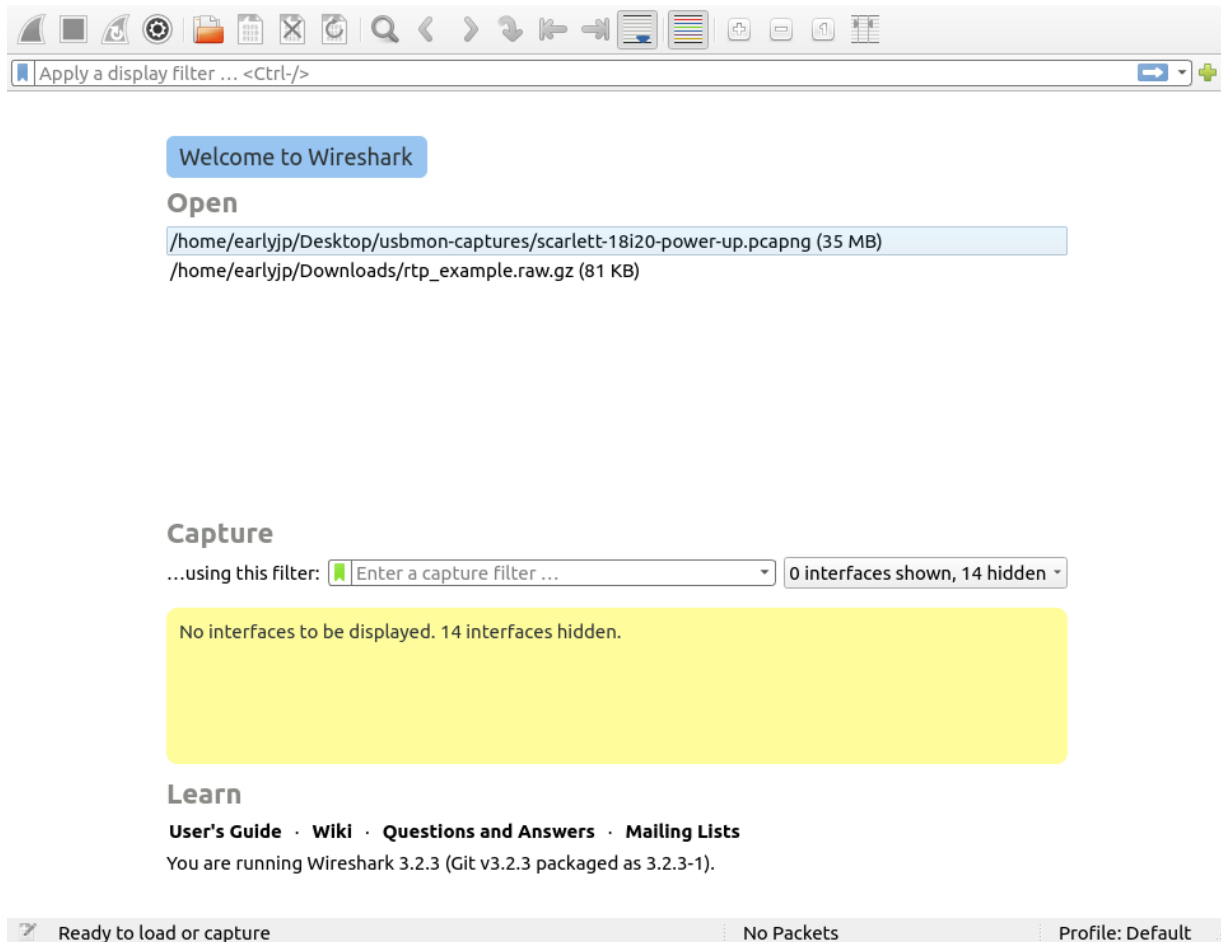 Apply a display filter … <Ctrl-/>
Welcome to Wireshark
Open
/home/earlyjp/Desktop/usbmon-captures/scarlett-18i20-power-up.pcapng (35 MB)
/home/earlyjp/Downloads/rtp_example.raw.gz (81 KB)
Capture
…using this filter: Enter a capture filter … 0 interfaces shown, 14 hidden
No interfaces to be displayed. 14 interfaces hidden.
Learn
User's Guide · Wiki · Questions and Answers · Mailing Lists
You are running Wireshark 3.2.3 (Git v3.2.3 packaged as 3.2.3-1).
Ready to load or capture No Packets Profile: Default